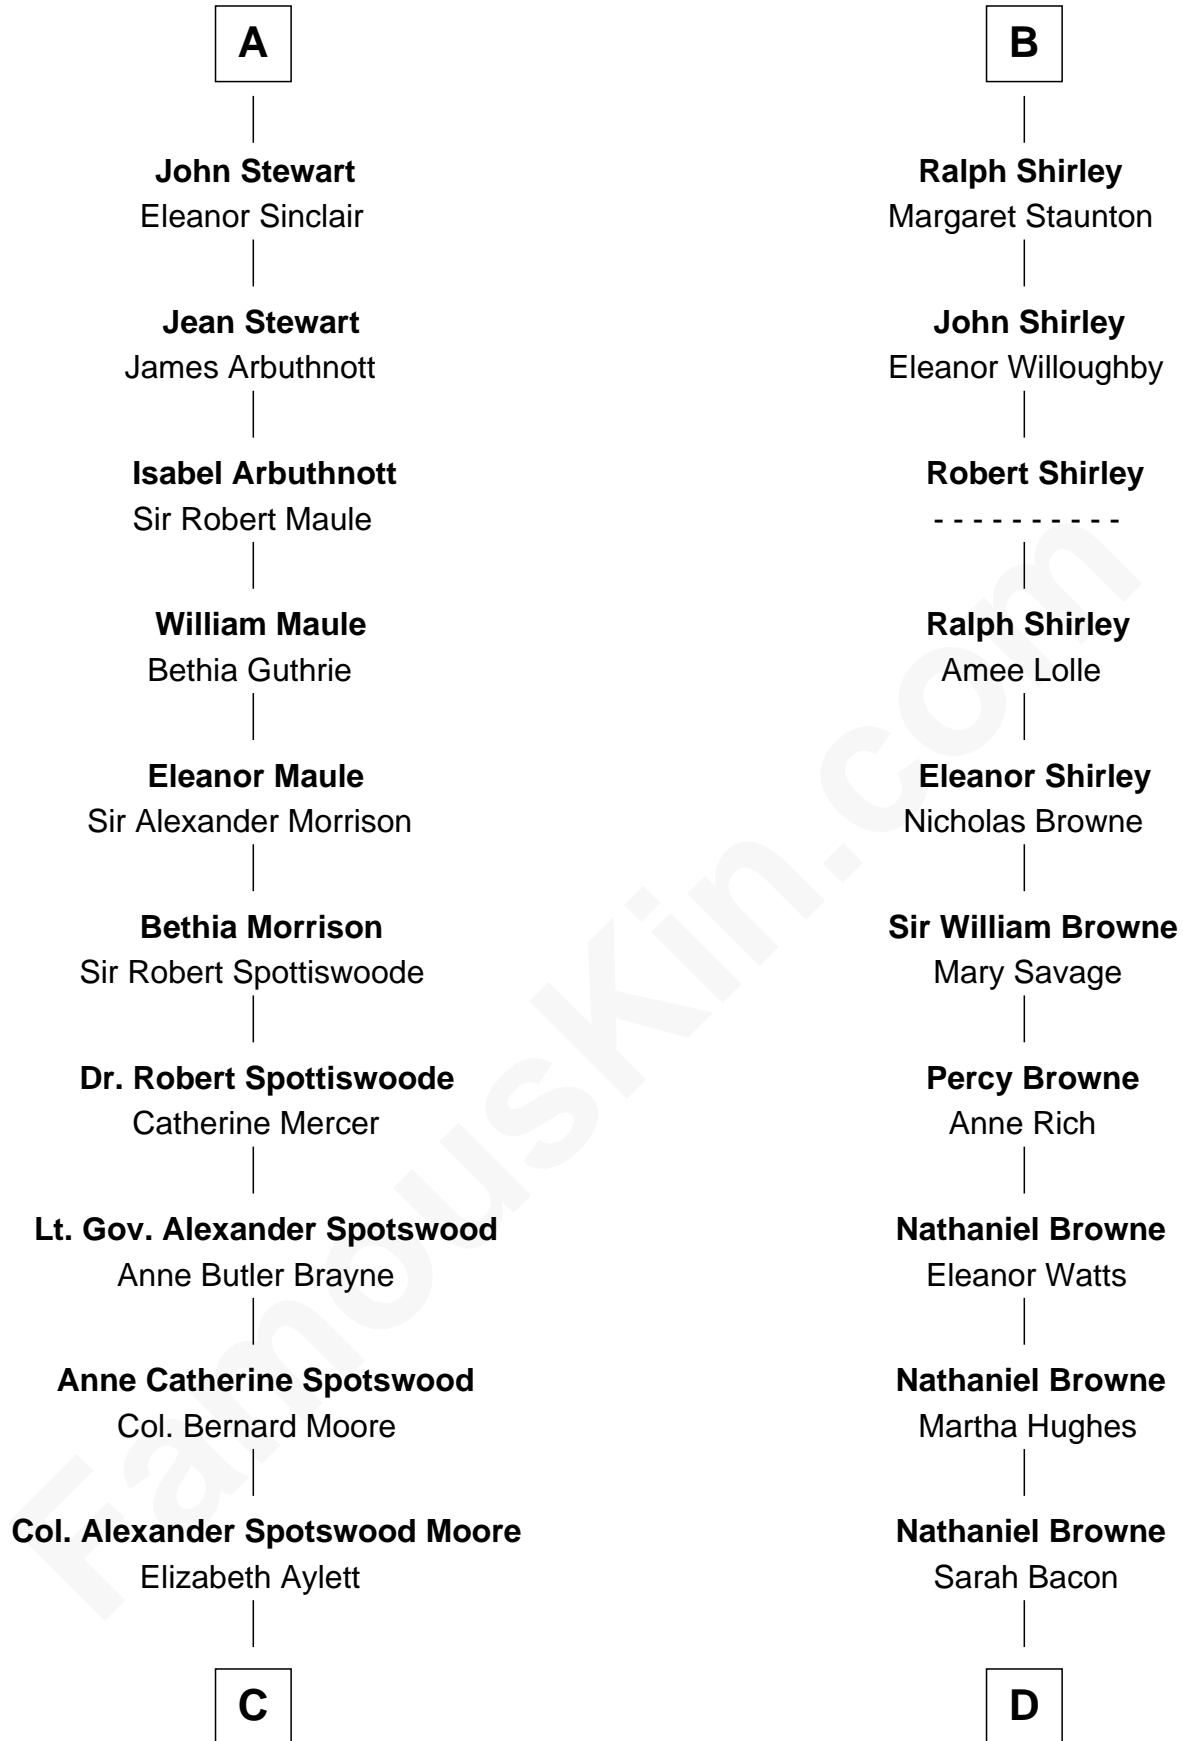 A
John Stewart
Eleanor Sinclair
Jean Stewart
James Arbuthnott
Isabel Arbuthnott
Sir Robert Maule
William Maule
Bethia Guthrie
Eleanor Maule
Sir Alexander Morrison
Bethia Morrison
Sir Robert Spottiswoode
Dr. Robert Spottiswoode
Catherine Mercer
Lt. Gov. Alexander Spotswood
Anne Butler Brayne
Anne Catherine Spotswood
Col. Bernard Moore
Col. Alexander Spotswood Moore
Elizabeth Aylett
C
B
Ralph Shirley
Margaret Staunton
John Shirley
Eleanor Willoughby
Robert Shirley
- - - - - - - - - -
Ralph Shirley
Amee Lolle
Eleanor Shirley
Nicholas Browne
Sir William Browne
Mary Savage
Percy Browne
Anne Rich
Nathaniel Browne
Eleanor Watts
Nathaniel Browne
Martha Hughes
Nathaniel Browne
Sarah Bacon
D
FamousKin.com